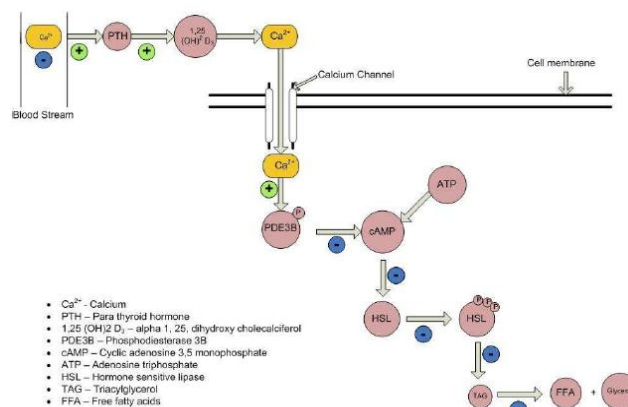 Ca²⁺
PTH
1,25
(OH)² D₃
Ca²⁺
-
+
+
Calcium Channel
Cell membrane
Blood Stream
Ca²⁺
+
ATP
P
PDE3B
cAMP
-
-
P P P
HSL
HSL
-
-
TAG
FFA
+
-
• Ca²⁺ - Calcium
• PTH – Para thyroid hormone
• 1,25 (OH)2 D₃ – alpha 1, 25, dihydroxy cholecalciferol
• PDE3B – Phosphodiesterase 3B
• cAMP – Cyclic adenosine 3,5 monophosphate
• ATP – Adenosine triphosphate
• HSL – Hormone sensitive lipase
• TAG – Triacylglycerol
• FFA – Free fatty acids